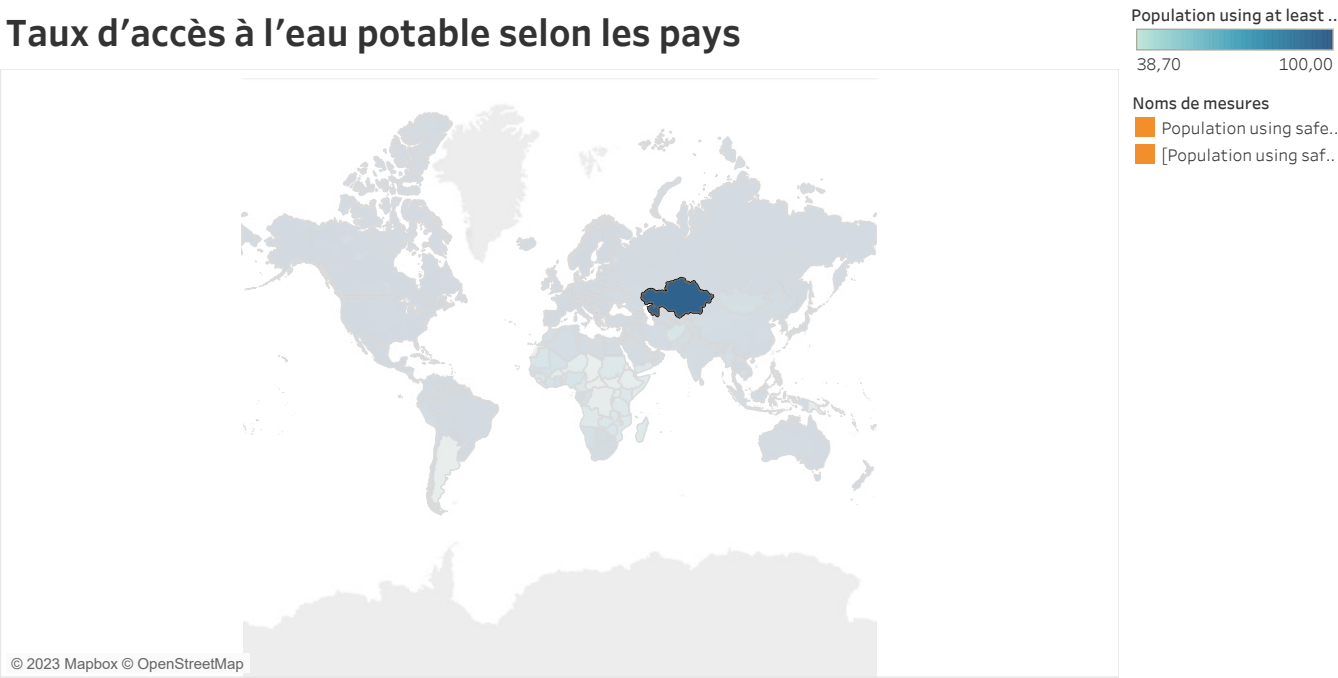 Taux d’accès à l’eau potable selon les pays
Population using at least ..
38,70 100,00
Noms de mesures
Population using safe..
[Population using saf..
© 2023 Mapbox © OpenStreetMap